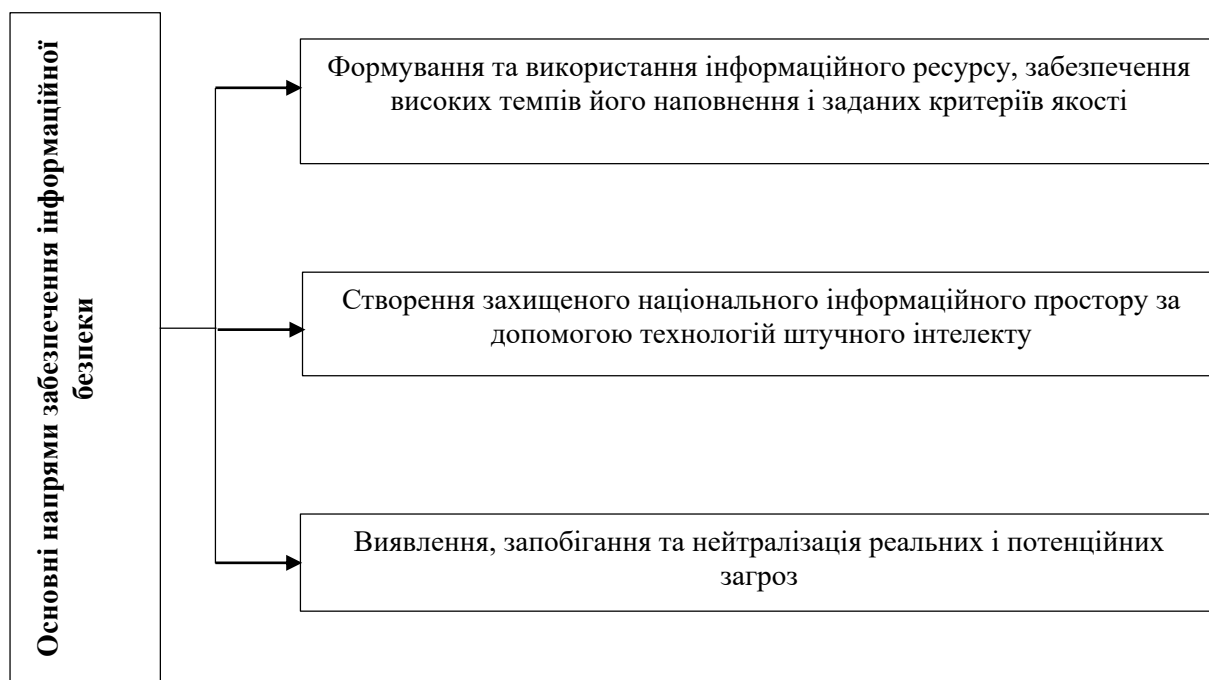 Основні напрями забезпечення інформаційної
безпеки
Формування та використання інформаційного ресурсу, забезпечення
високих темпів його наповнення і заданих критеріїв якості
Створення захищеного національного інформаційного простору за
допомогою технологій штучного інтелекту
Виявлення, запобігання та нейтралізація реальних і потенційних
загроз